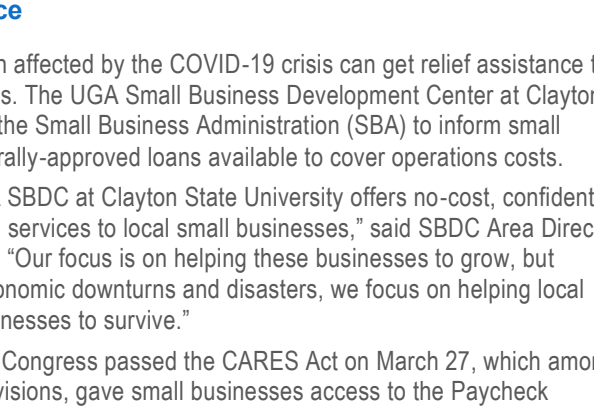 ce
n affected by the COVID-19 crisis can get relief assistance t
s. The UGA Small Business Development Center at Clayton
the Small Business Administration (SBA) to inform small
rally-approved loans available to cover operations costs.
SBDC at Clayton State University offers no-cost, confident
services to local small businesses,” said SBDC Area Direc
“Our focus is on helping these businesses to grow, but
onomic downturns and disasters, we focus on helping local
nesses to survive.”
Congress passed the CARES Act on March 27, which amon
visions, gave small businesses access to the Paycheck